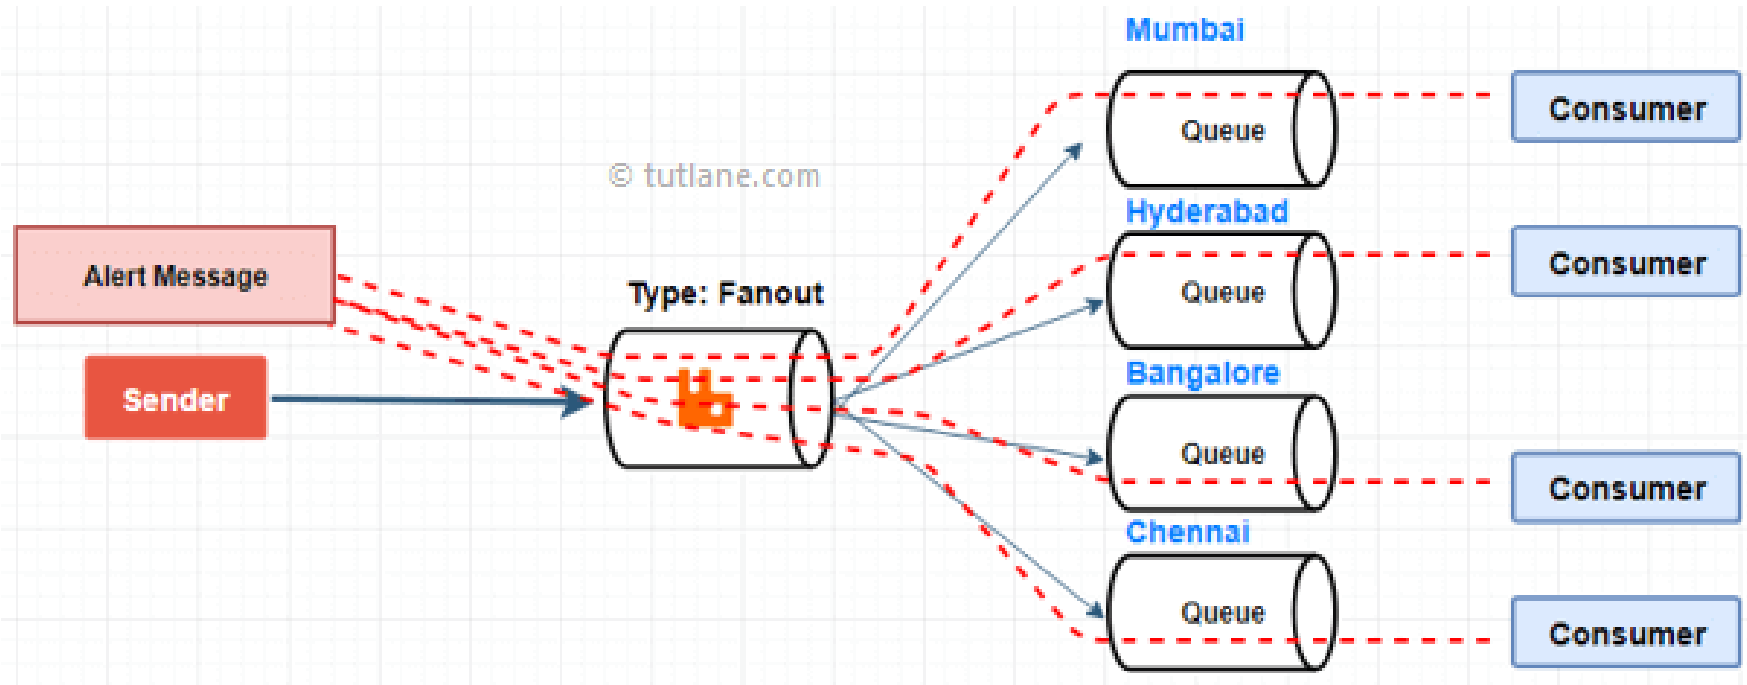 Mumbai
Queue
Consumer
© tutlane.com
Hyderabad
Queue
Consumer
Alert Message
Type: Fanout
Sender
Bangalore
Queue
Consumer
Chennai
Queue
Consumer